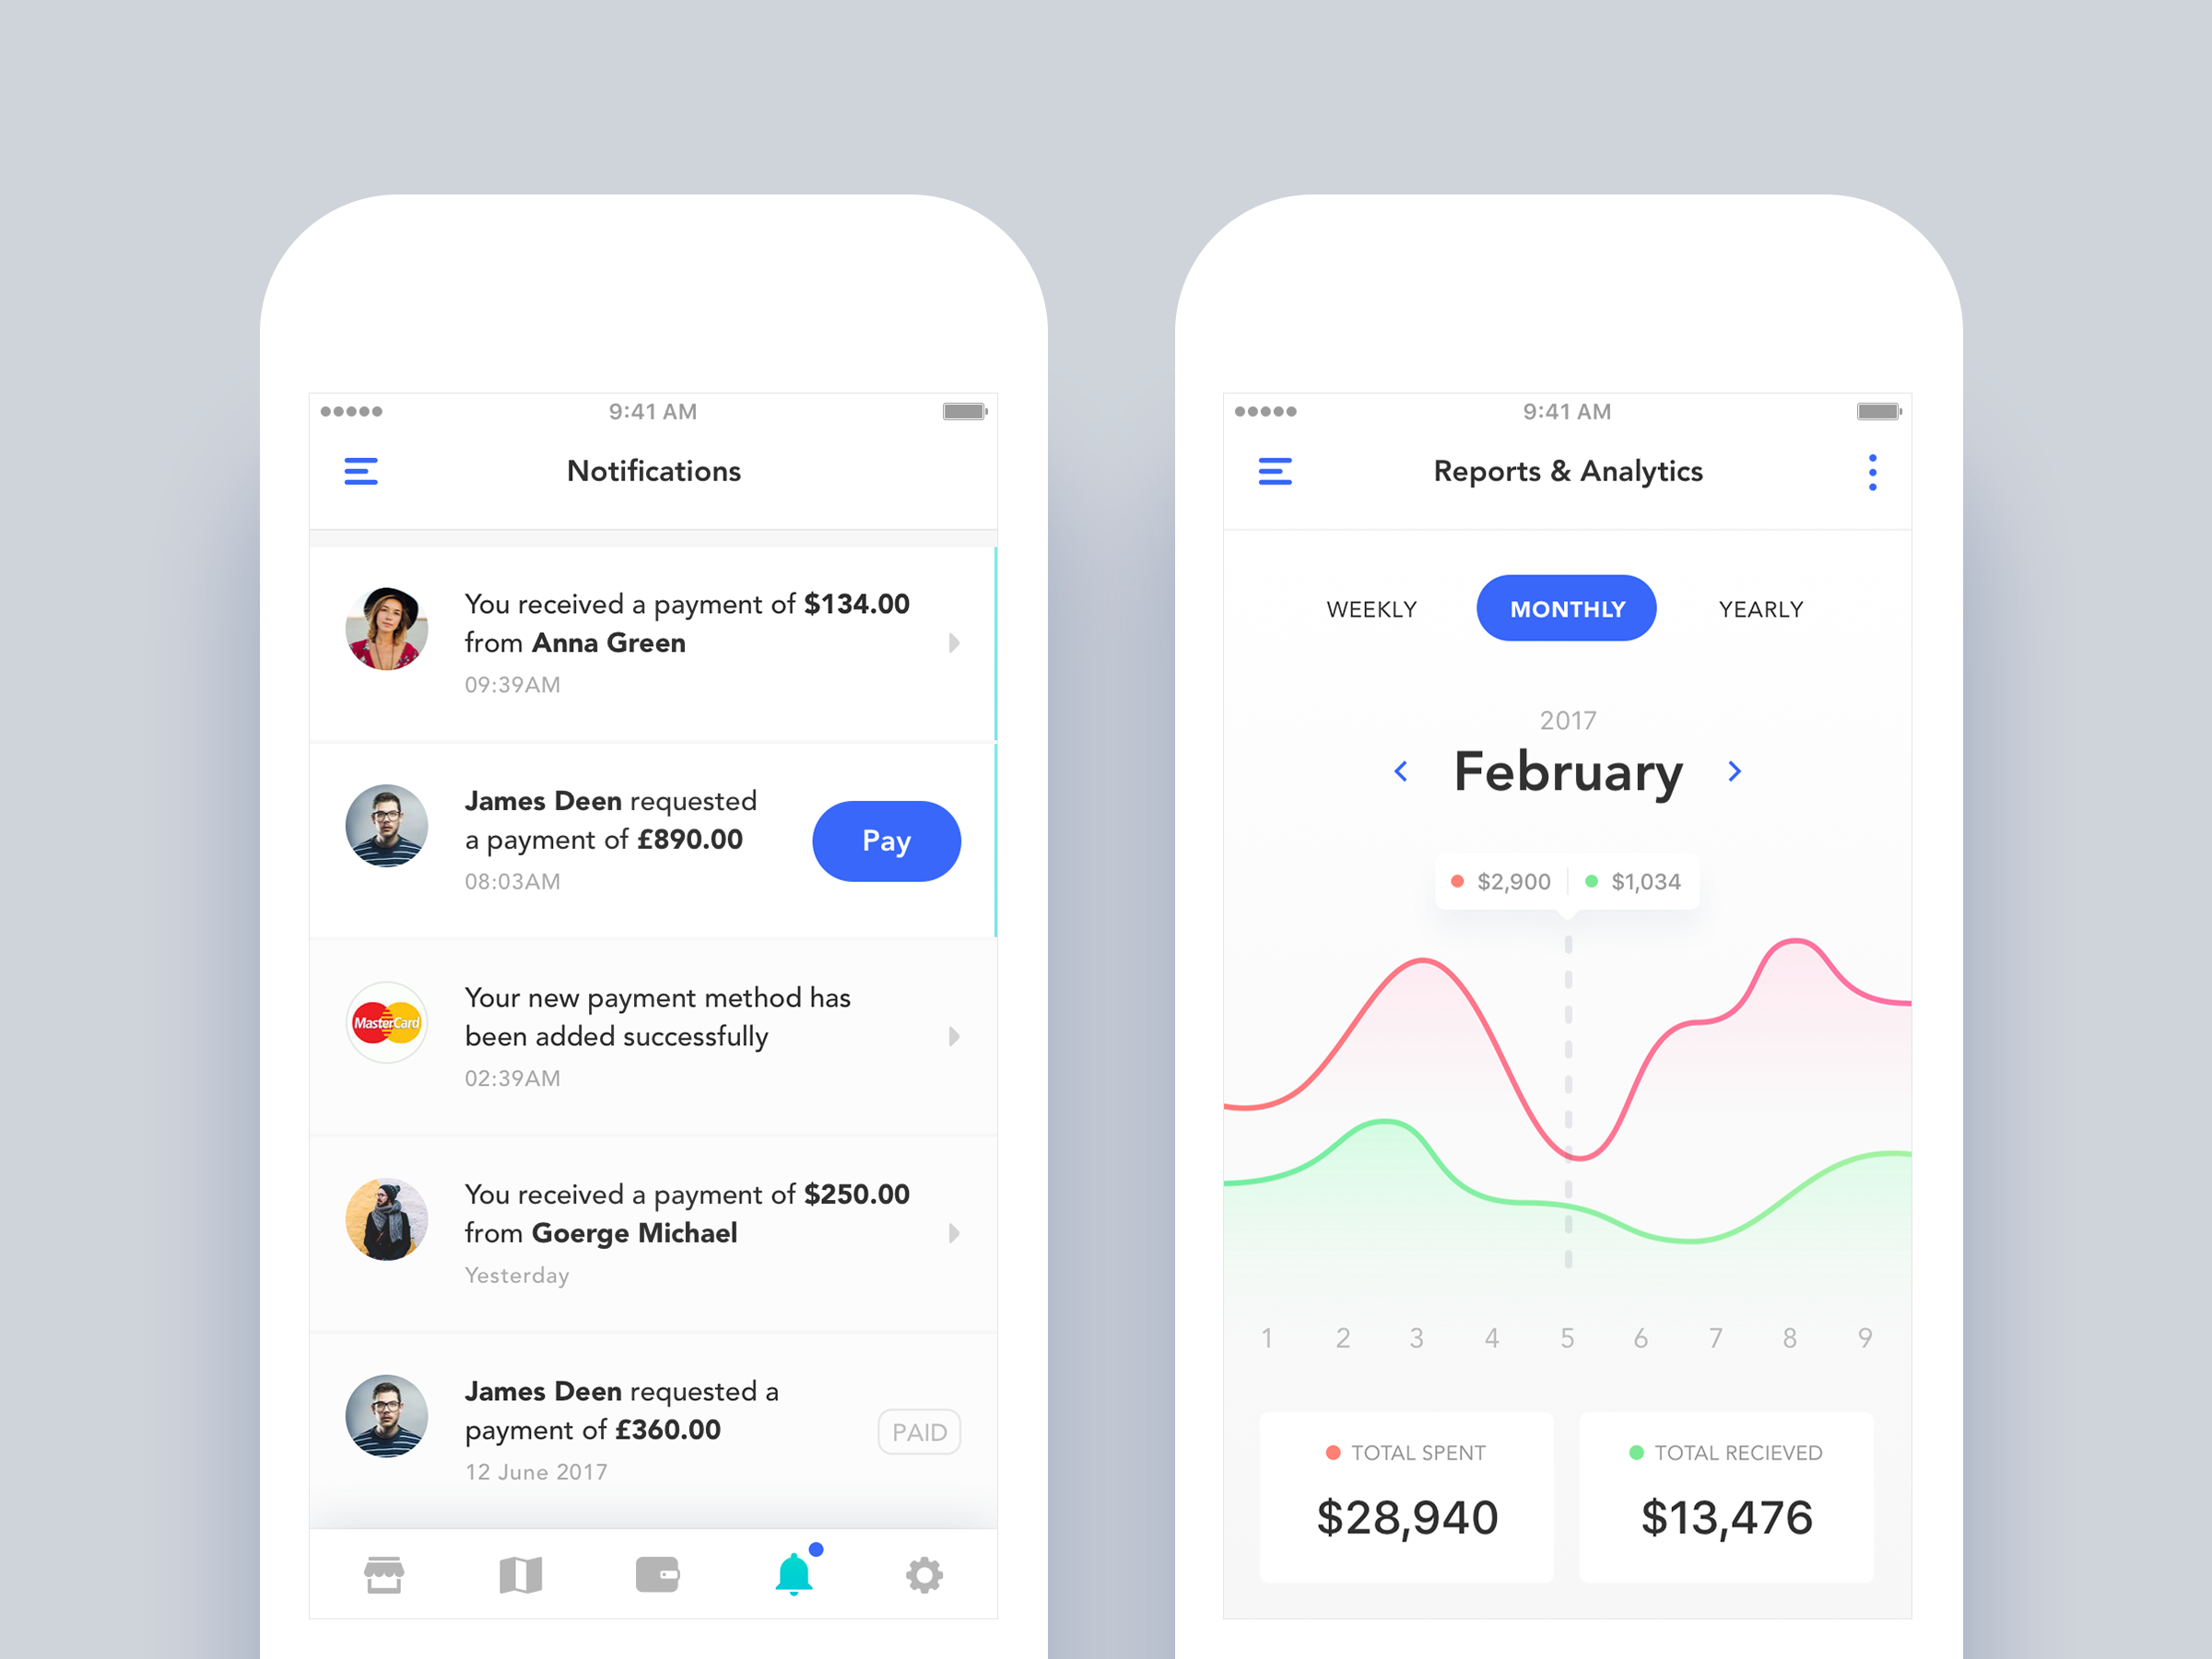 9:41 AM
Notifications
You received a payment of $134.00
from Anna Green
09:39AM
James Deen requested
a payment of £890.00
08:03AM
Pay
MasterCard
Your new payment method has
been added successfully
02:39AM
You received a payment of $250.00
from Goerge Michael
Yesterday
James Deen requested a
payment of £360.00
12 June 2017
PAID
9:41 AM
Reports & Analytics
WEEKLY MONTHLY YEARLY
2017
February
$2,900 $1,034
1 2 3 4 5 6 7 8 9
TOTAL SPENT
$28,940
TOTAL RECIEVED
$13,476